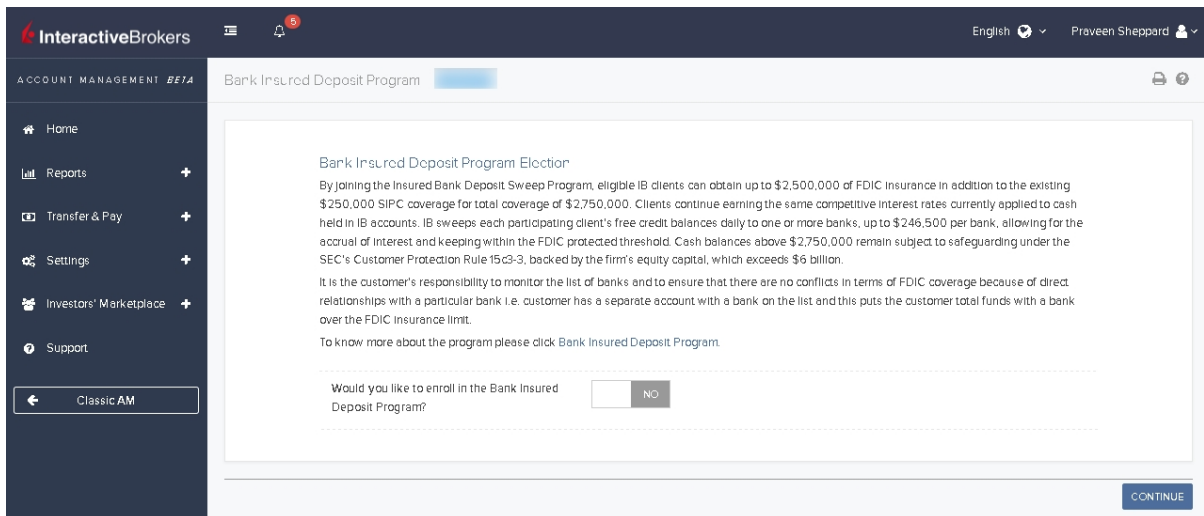 InteractiveBrokers
5
English
Praveen Sheppard
ACCOUNT MANAGEMENT BETA
Bank Insured Deposit Program
Home
Reports
Transfer & Pay
Settings
Investors' Marketplace
Support
Classic AM
Bank Insured Deposit Program Election
By joining the Insured Bank Deposit Sweep Program, eligible IB clients can obtain up to $2,500,000 of FDIC insurance in addition to the existing
$250,000 SIPC coverage for total coverage of $2,750,000. Clients continue earning the same competitive interest rates currently applied to cash
held in IB accounts. IB sweeps each participating client's free credit balances daily to one or more banks, up to $246,500 per bank, allowing for the
accrual of interest and keeping within the FDIC protected threshold. Cash balances above $2,750,000 remain subject to safeguarding under the
SEC's Customer Protection Rule 15c3-3, backed by the firm's equity capital, which exceeds $6 billion.
It is the customer's responsibility to monitor the list of banks and to ensure that there are no conflicts in terms of FDIC coverage because of direct
relationships with a particular bank i.e. customer has a separate account with a bank on the list and this puts the customer total funds with a bank
over the FDIC insurance limit.
To know more about the program please click Bank Insured Deposit Program.
Would you like to enroll in the Bank Insured
Deposit Program?
NO
CONTINUE